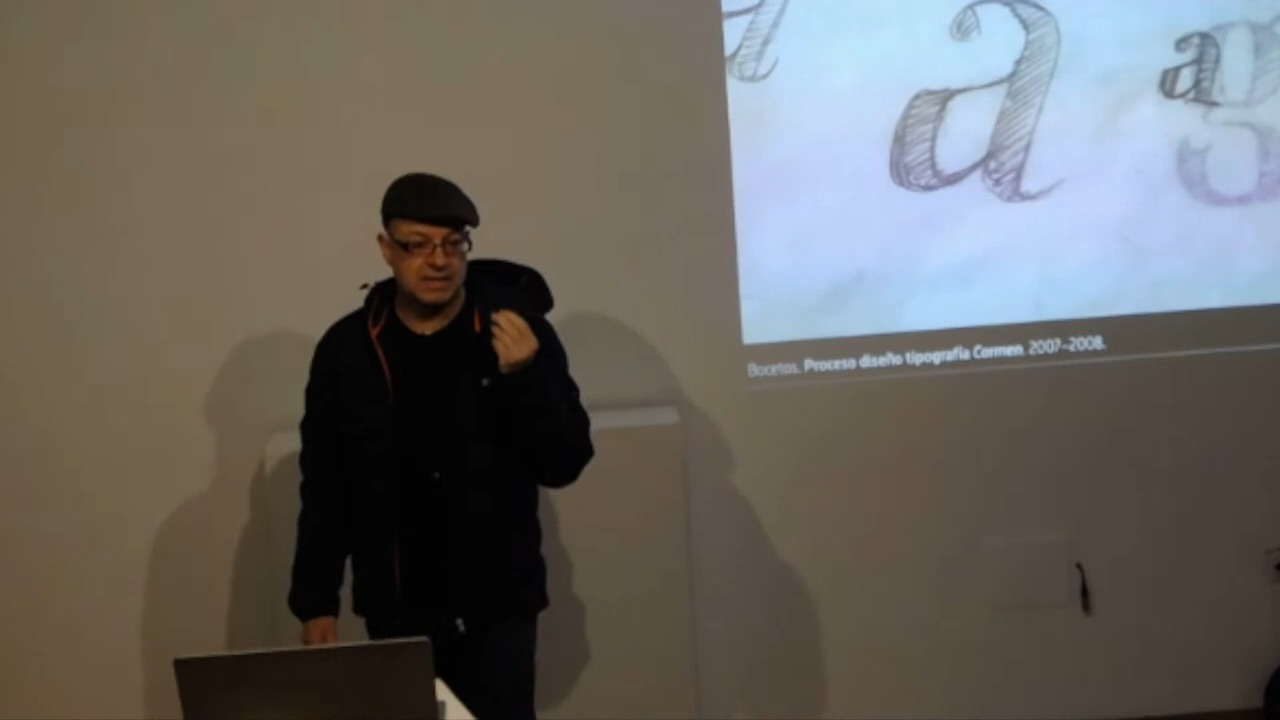 a
a g
Bocetos. Proceso diseño tipografía Carmen. 2007–2008.